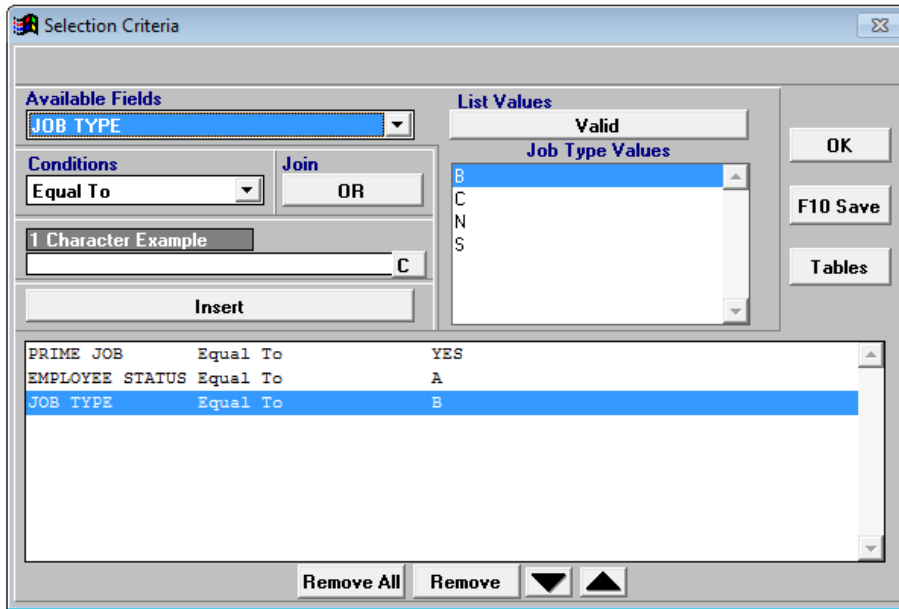 Selection Criteria
Available Fields
JOB TYPE
List Values
Valid
Job Type Values
B
C
N
S
OK
F10 Save
Tables
Conditions
Equal To
Join
OR
1 Character Example
C
Insert
PRIME JOB Equal To YES
EMPLOYEE STATUS Equal To A
JOB TYPE Equal To B
Remove All Remove